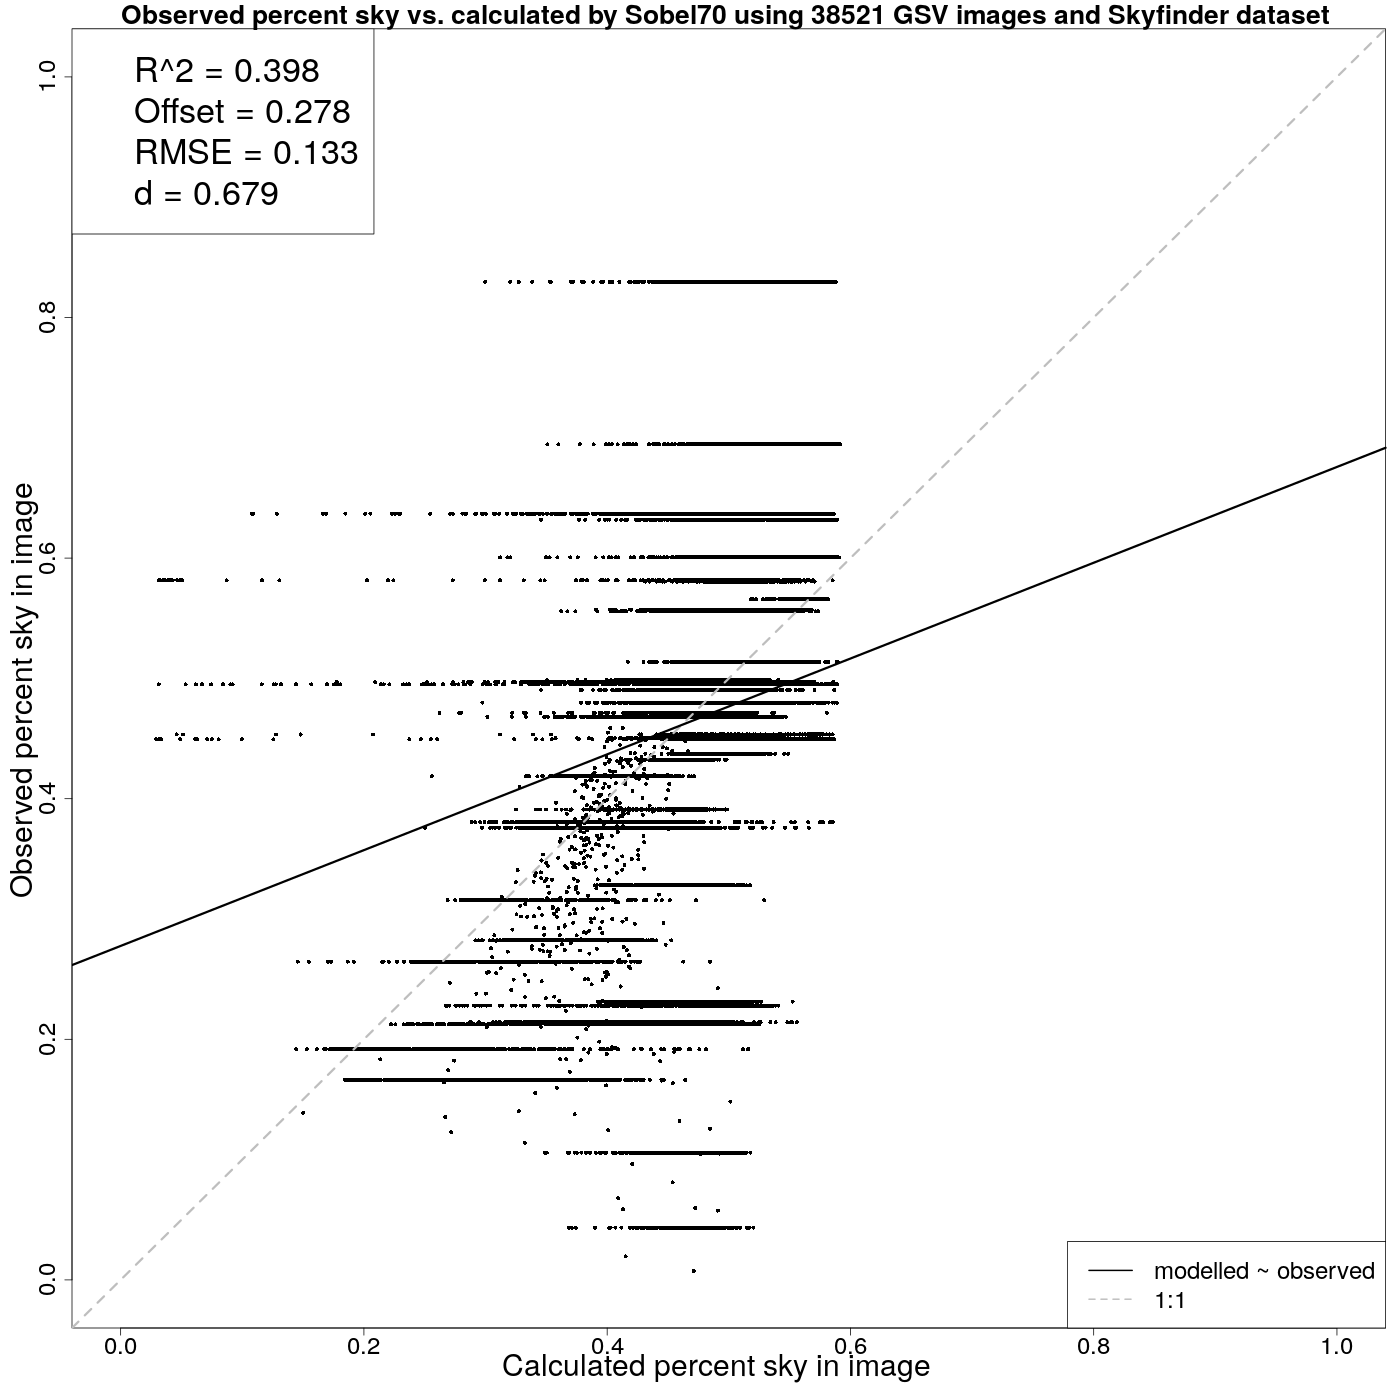 Observed percent sky vs. calculated by Sobel70 using 38521 GSV images and Skyfinder dataset
R^2 = 0.398
Offset = 0.278
RMSE = 0.133
d = 0.679
1.0
0.8
0.6
0.4
0.2
0.0
Observed percent sky in image
modelled ~ observed
1:1
0.0 0.2 0.4 0.6 0.8 1.0
Calculated percent sky in image